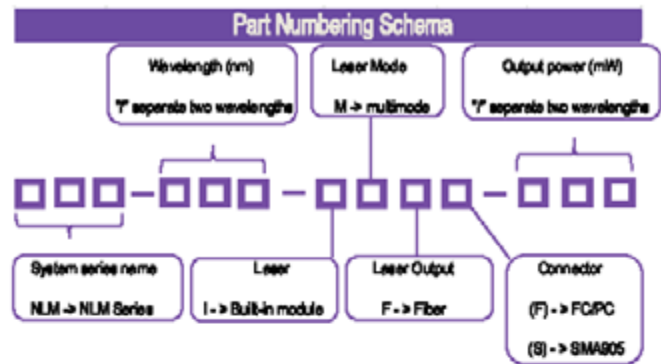 Part Numbering Schema
Wavelength (nm)
"/" separate two wavelengths
Laser Mode
M -> multimode
Output power (mW)
"/" separate two wavelengths
System series name
NLM -> NLM Series
Laser
I - > Built-in module
Laser Output
F - > Fiber
Connector
(F) - > FC/PC
(S) -> SMA905